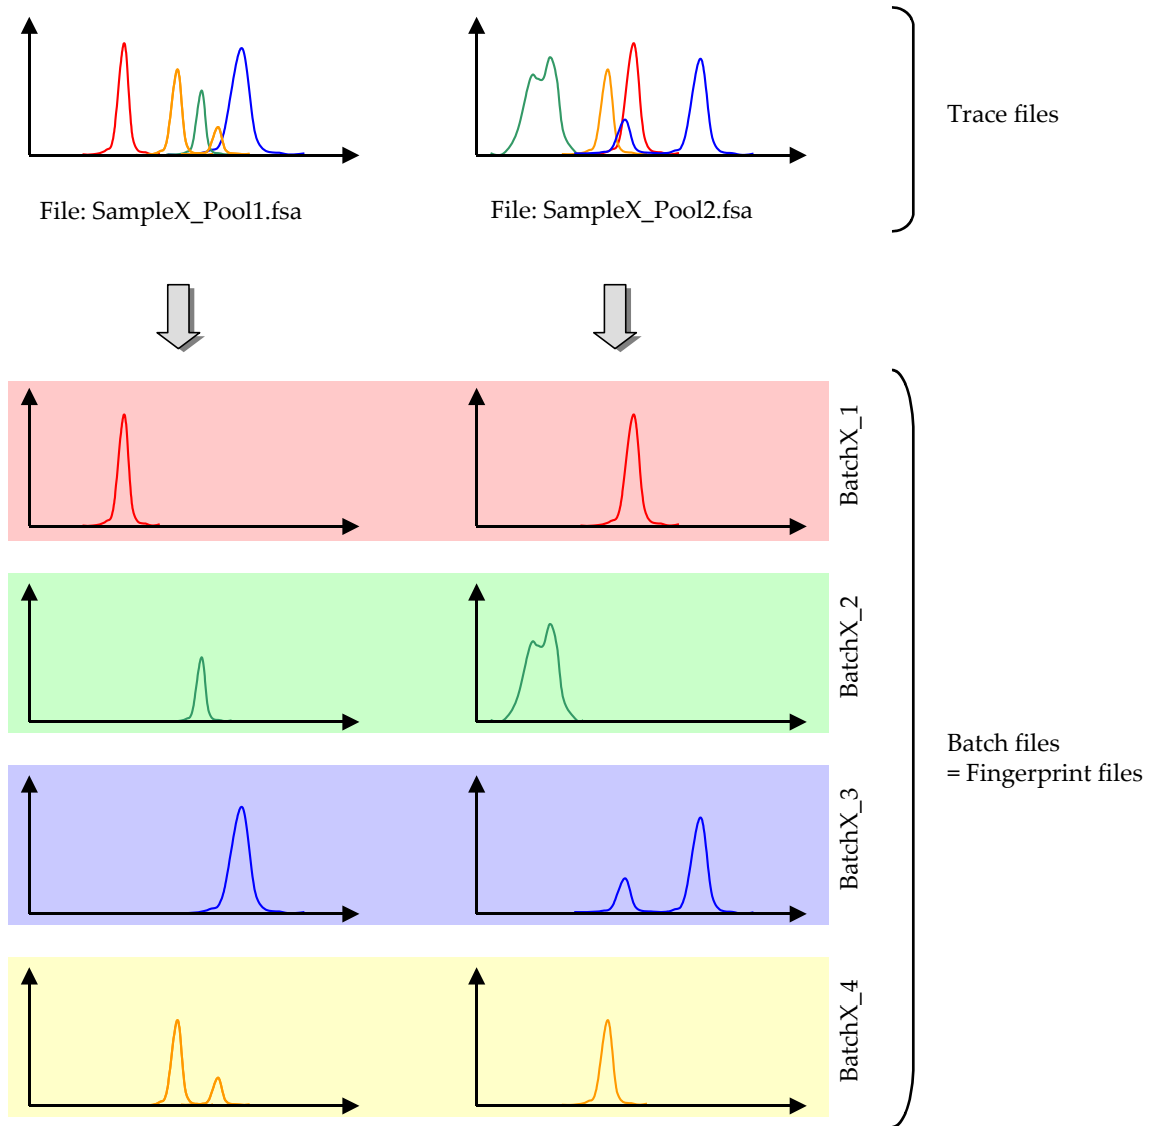 Trace files
File: SampleX_Pool1.fsa
File: SampleX_Pool2.fsa
BatchX_1
BatchX_2
BatchX_3
BatchX_4
Batch files
= Fingerprint files